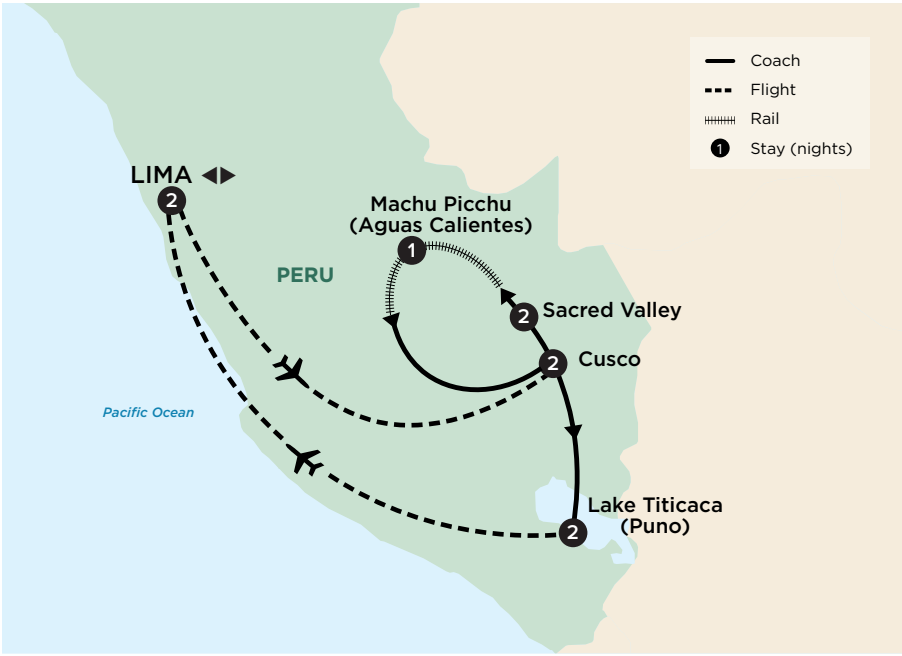 Coach
Flight
Rail
1 Stay (nights)
LIMA
2
Machu Picchu
(Aguas Calientes)
1
PERU
2 Sacred Valley
2 Cusco
Pacific Ocean
Lake Titicaca
(Puno)
2